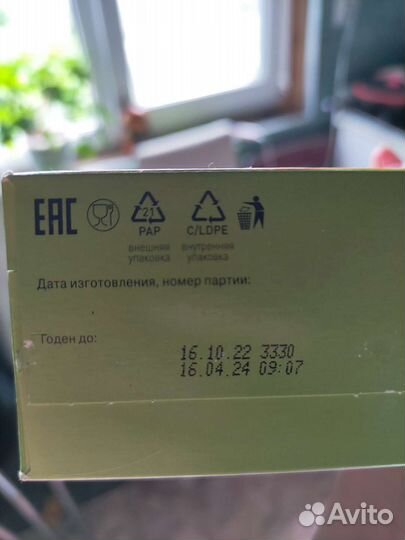 EAC
21
PAP
C/LDPE
внешняя
упаковка
внутренняя
упаковка
Дата изготовления, номер партии:
Годен до:
16.10.22 3330
16.04.24 09:07
Avito